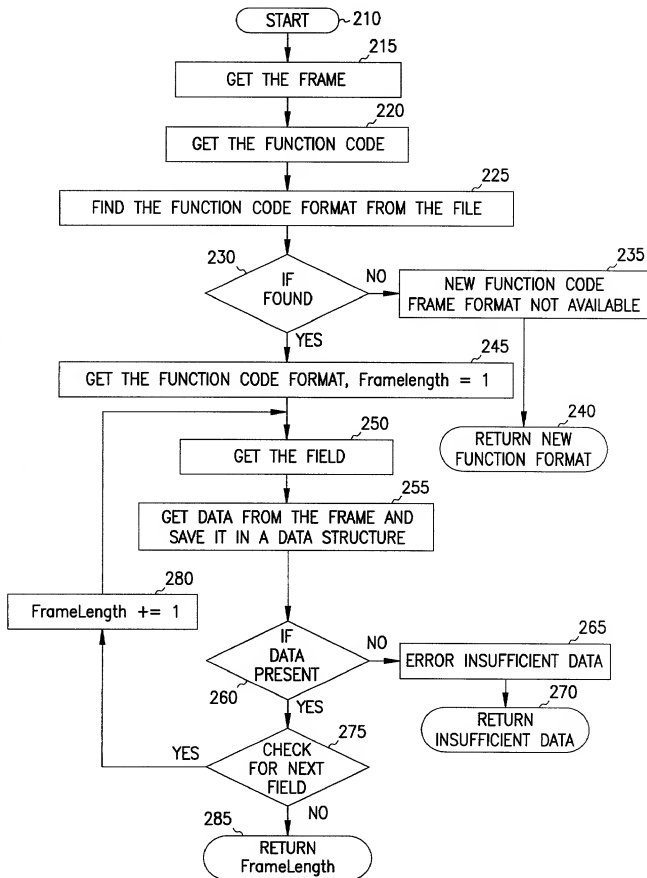 START 210
215
GET THE FRAME
220
GET THE FUNCTION CODE
225
FIND THE FUNCTION CODE FORMAT FROM THE FILE
230
IF
FOUND
NO
235
NEW FUNCTION CODE
FRAME FORMAT NOT AVAILABLE
YES
245
GET THE FUNCTION CODE FORMAT, Framelength = 1
240
RETURN NEW
FUNCTION FORMAT
250
GET THE FIELD
255
GET DATA FROM THE FRAME AND
SAVE IT IN A DATA STRUCTURE
280
FrameLength += 1
IF
DATA
PRESENT
260
NO
265
ERROR INSUFFICIENT DATA
YES
270
RETURN
INSUFFICIENT DATA
275
CHECK
FOR NEXT
FIELD
YES
NO
285
RETURN
FrameLength